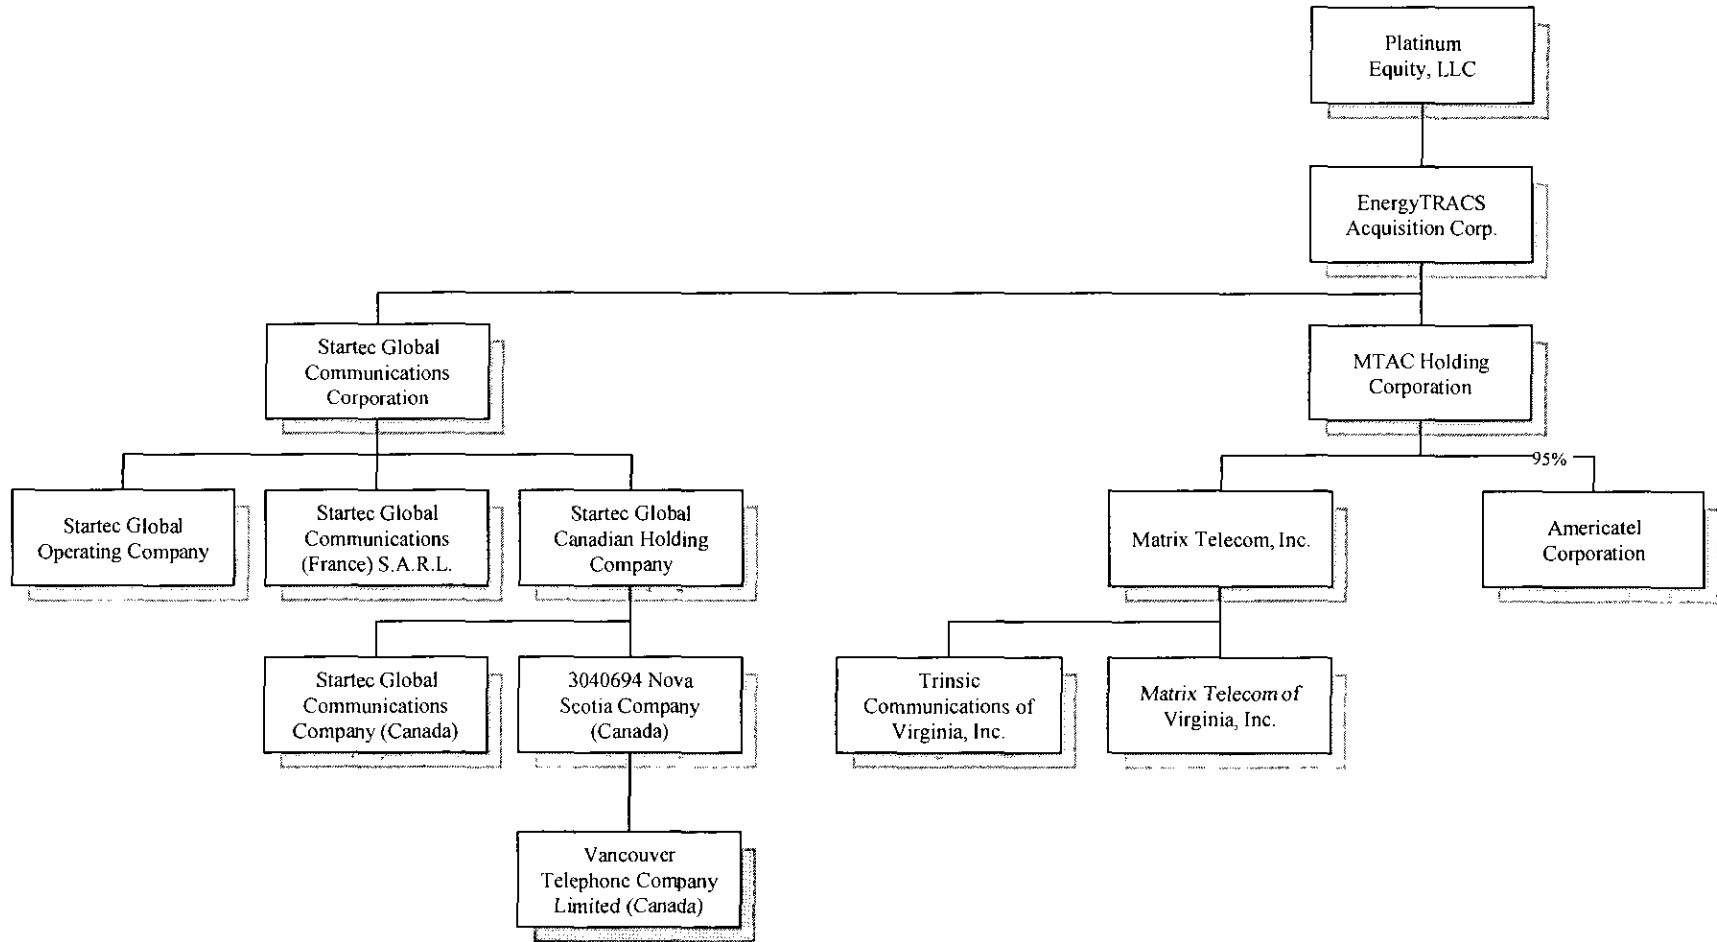 Platinum
Equity, LLC
EnergyTRACS
Acquisition Corp.
Startec Global
Communications
Corporation
MTAC Holding
Corporation
95%
Startec Global
Operating Company
Startec Global
Communications
(France) S.A.R.L.
Startec Global
Canadian Holding
Company
Matrix Telecom, Inc.
Americatel
Corporation
Startec Global
Communications
Company (Canada)
3040694 Nova
Scotia Company
(Canada)
Trinsic
Communications of
Virginia, Inc.
Matrix Telecom of
Virginia, Inc.
Vancouver
Telephone Company
Limited (Canada)